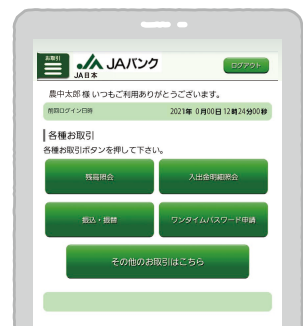 お取引
JAバンク
JA日本
ログアウト
農中太郎 様 いつもご利用ありがとうございます。
前回ログイン日時 2021年 0月00日 12時24分00秒
各種お取引
各種お取引ボタンを押して下さい。
残高照会 入出金明細照会
振込・振替 ワンタイムパスワード申請
その他のお取引はこちら